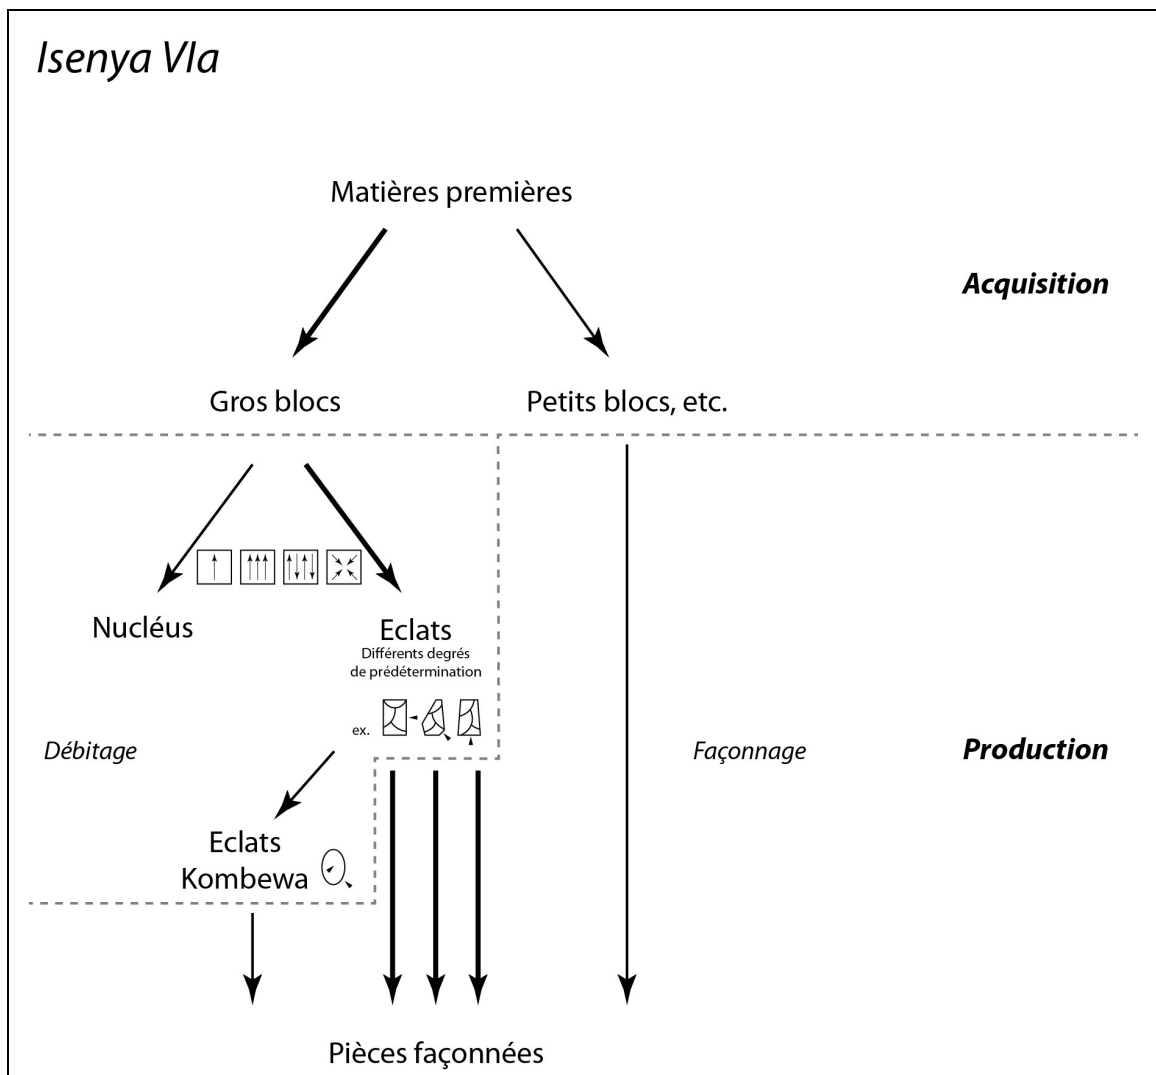 Isenya VIa
Matières premières
Acquisition
Gros blocs
Petits blocs, etc.
Nucléus
Eclats
Différents degrés
de prédétermination
ex.
Débitage
Façonnage
Production
Eclats
Kombewa
Pièces façonnées